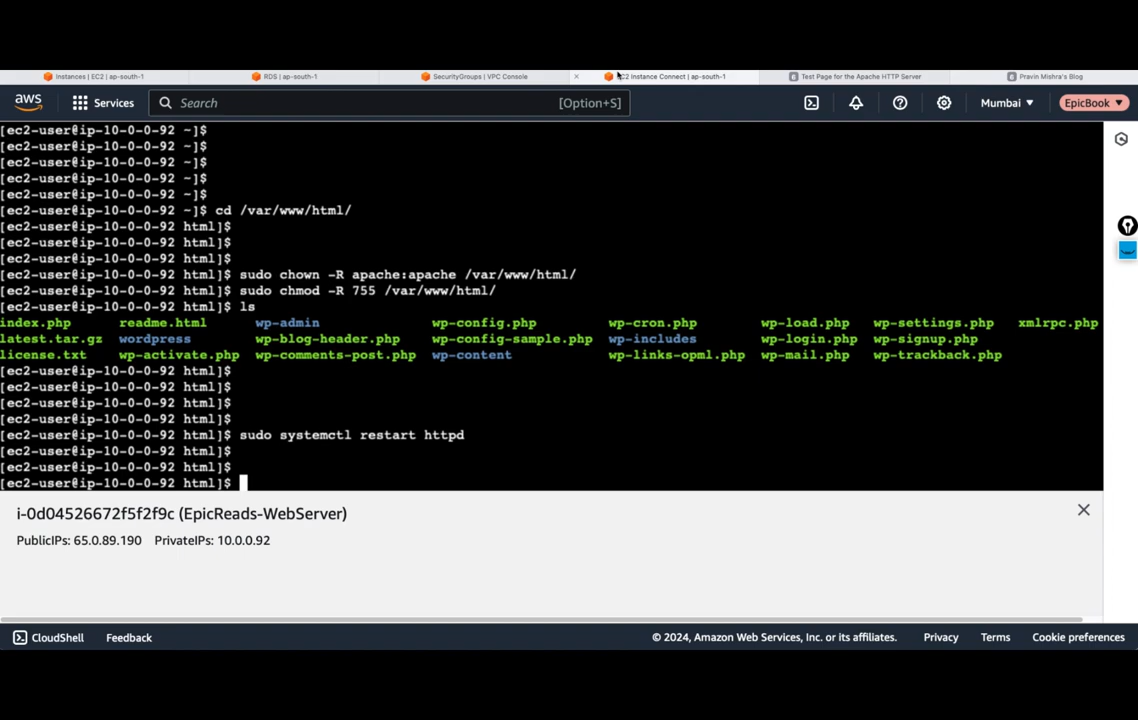 Instances | EC2 | ap-south-1
RDS | ap-south-1
SecurityGroups | VPC Console
EC2 Instance Connect | ap-south-1
Test Page for the Apache HTTP Server
Pravin Mishra's Blog
aws
Services
Search
[Option+S]
Mumbai
EpicBook
[ec2-user@ip-10-0-0-92 ~]$
[ec2-user@ip-10-0-0-92 ~]$
[ec2-user@ip-10-0-0-92 ~]$
[ec2-user@ip-10-0-0-92 ~]$
[ec2-user@ip-10-0-0-92 ~]$
[ec2-user@ip-10-0-0-92 ~]$ cd /var/www/html/
[ec2-user@ip-10-0-0-92 html]$
[ec2-user@ip-10-0-0-92 html]$
[ec2-user@ip-10-0-0-92 html]$
[ec2-user@ip-10-0-0-92 html]$ sudo chown -R apache:apache /var/www/html/
[ec2-user@ip-10-0-0-92 html]$ sudo chmod -R 755 /var/www/html/
[ec2-user@ip-10-0-0-92 html]$ ls
index.php readme.html wp-admin wp-config.php wp-cron.php wp-load.php wp-settings.php xmlrpc.php
latest.tar.gz wordpress wp-blog-header.php wp-config-sample.php wp-includes wp-login.php wp-signup.php
license.txt wp-activate.php wp-comments-post.php wp-content wp-links-opml.php wp-mail.php wp-trackback.php
[ec2-user@ip-10-0-0-92 html]$
[ec2-user@ip-10-0-0-92 html]$
[ec2-user@ip-10-0-0-92 html]$
[ec2-user@ip-10-0-0-92 html]$
[ec2-user@ip-10-0-0-92 html]$ sudo systemctl restart httpd
[ec2-user@ip-10-0-0-92 html]$
[ec2-user@ip-10-0-0-92 html]$
[ec2-user@ip-10-0-0-92 html]$
i-0d04526672f5f2f9c (EpicReads-WebServer)
PublicIPs: 65.0.89.190 PrivateIPs: 10.0.0.92
CloudShell
Feedback
© 2024, Amazon Web Services, Inc. or its affiliates.
Privacy
Terms
Cookie preferences